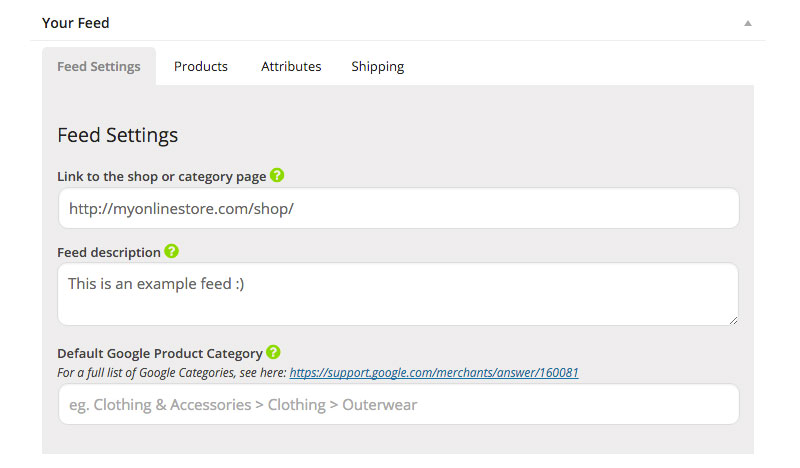 Your Feed
Feed Settings Products Attributes Shipping
Feed Settings
Link to the shop or category page ?
http://myonlinestore.com/shop/
Feed description ?
This is an example feed :)
Default Google Product Category ?
For a full list of Google Categories, see here: https://support.google.com/merchants/answer/160081
eg. Clothing & Accessories > Clothing > Outerwear